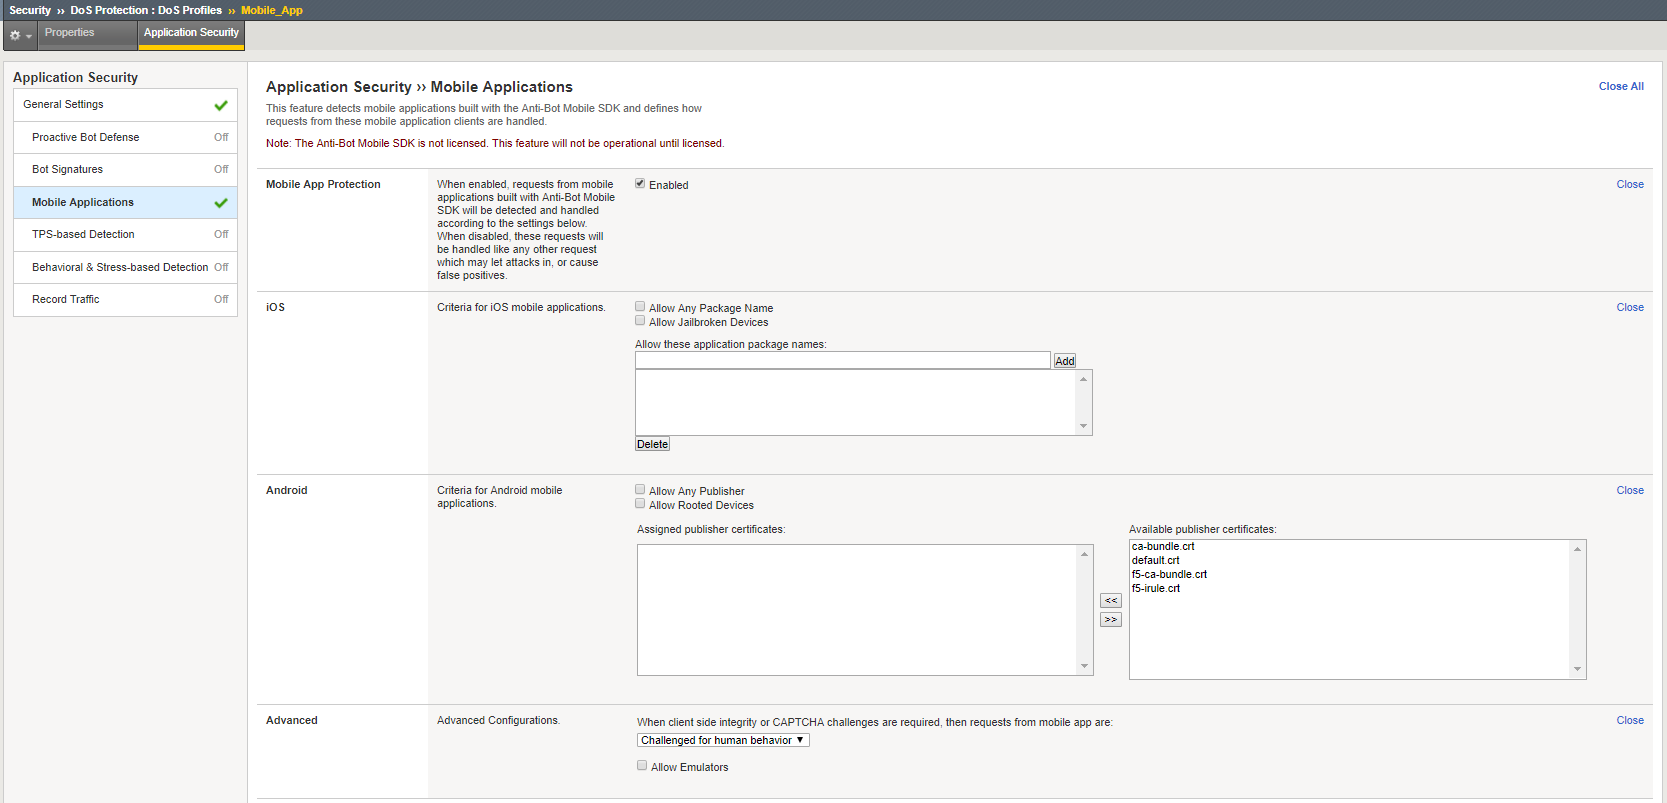 Security ›› DoS Protection : DoS Profiles ›› Mobile_App
Properties
Application Security
Application Security
General Settings
Proactive Bot Defense Off
Bot Signatures Off
Mobile Applications
TPS-based Detection Off
Behavioral & Stress-based Detection Off
Record Traffic Off
Application Security ›› Mobile Applications
Close All
This feature detects mobile applications built with the Anti-Bot Mobile SDK and defines how
requests from these mobile application clients are handled.
Note: The Anti-Bot Mobile SDK is not licensed. This feature will not be operational until licensed.
Mobile App Protection
When enabled, requests from mobile
applications built with Anti-Bot Mobile
SDK will be detected and handled
according to the settings below.
When disabled, these requests will
be handled like any other request
which may let attacks in, or cause
false positives.
Enabled
Close
iOS
Criteria for iOS mobile applications.
Allow Any Package Name
Allow Jailbroken Devices
Close
Allow these application package names:
Add
Delete
Android
Criteria for Android mobile
applications.
Allow Any Publisher
Allow Rooted Devices
Close
Assigned publisher certificates:
<<
>>
Available publisher certificates:
ca-bundle.crt
default.crt
f5-ca-bundle.crt
f5-irule.crt
Advanced
Advanced Configurations.
When client side integrity or CAPTCHA challenges are required, then requests from mobile app are:
Challenged for human behavior
Allow Emulators
Close